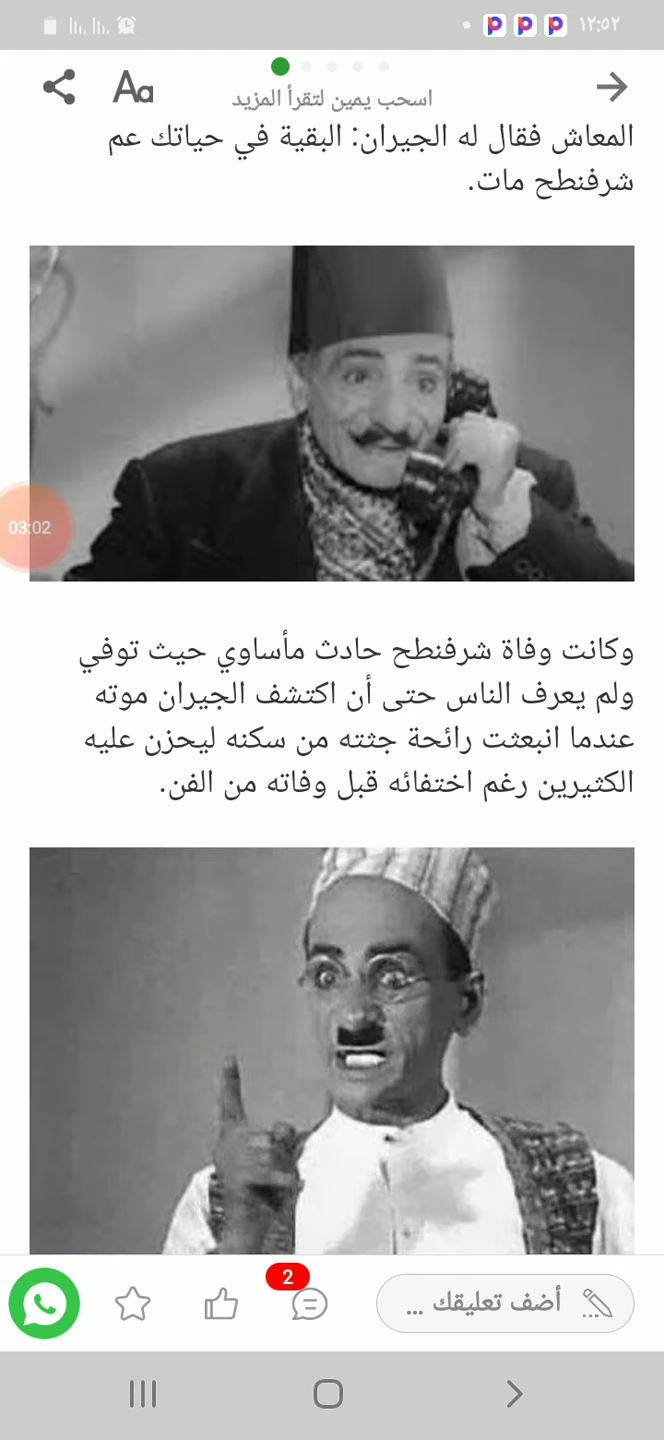 ١٢:٥٢
اسحب يمين لتقرأ المزيد
Aa
المعاش فقال له الجيران: البقية في حياتك عم
شرفنطح مات.
03:02
وكانت وفاة شرفنطح حادث مأساوي حيث توفي
ولم يعرف الناس حتى أن اكتشف الجيران موته
عندما انبعثت رائحة جثته من سكنه ليحزن عليه
الكثيرين رغم اختفائه قبل وفاته من الفن.
أضف تعليقك ...
2